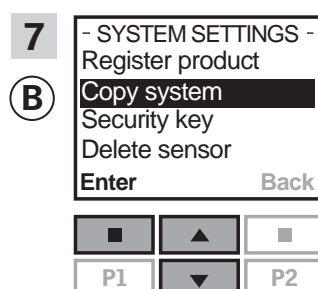 7
B
- SYSTEM SETTINGS -
Register product
Copy system
Security key
Delete sensor
Enter Back
P1 P2